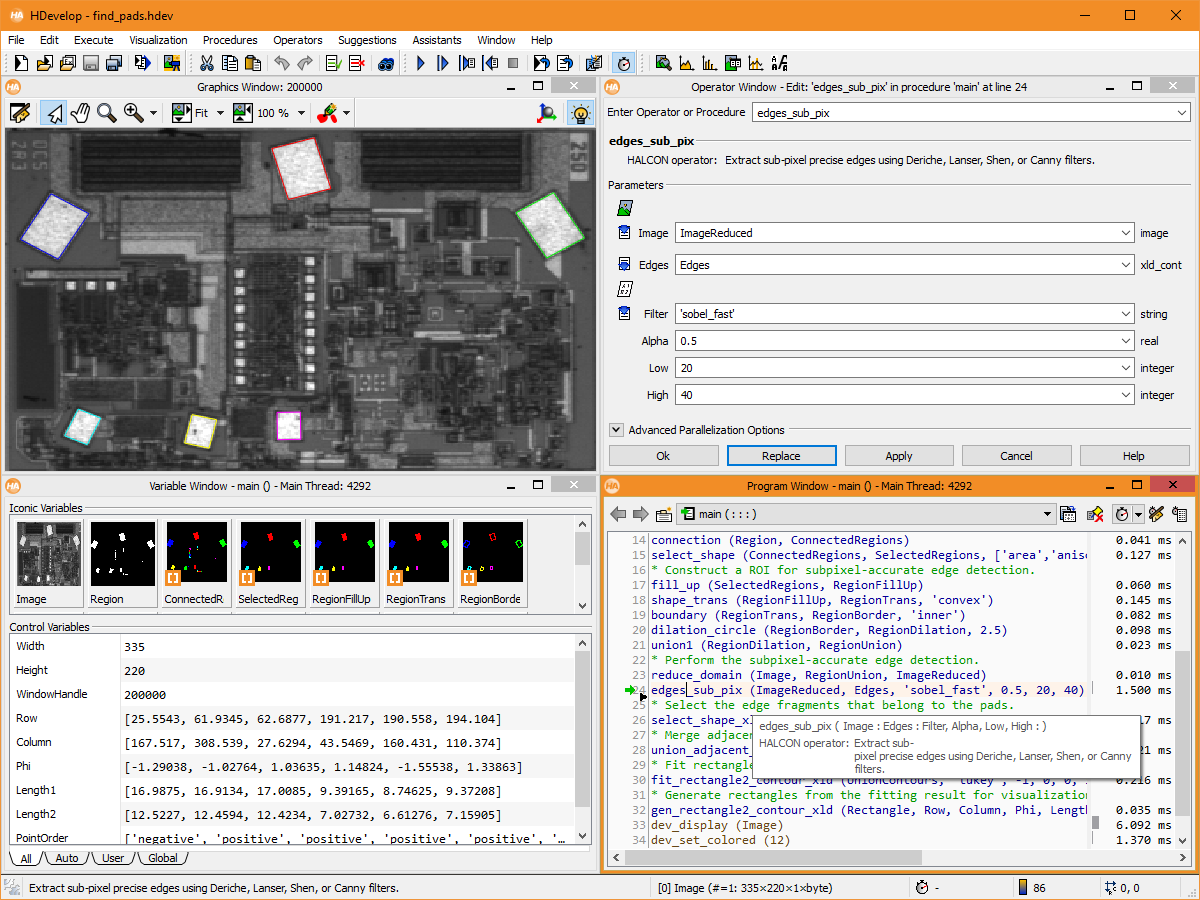 HDevelop - find_pads.hdev
File Edit Execute Visualization Procedures Operators Suggestions Assistants Window Help
Graphics Window: 200000
Fit
100 %
2A3
OCS
250
Operator Window - Edit: 'edges_sub_pix' in procedure 'main' at line 24
Enter Operator or Procedure edges_sub_pix
edges_sub_pix
HALCON operator: Extract sub-pixel precise edges using Deriche, Lanser, Shen, or Canny filters.
Parameters
Image ImageReduced image
Edges Edges xld_cont
Filter 'sobel_fast' string
Alpha 0.5 real
Low 20 integer
High 40 integer
Advanced Parallelization Options
Ok Replace Apply Cancel Help
Variable Window - main () - Main Thread: 4292
Iconic Variables
Image Region ConnectedR SelectedReg RegionFillUp RegionTrans RegionBorde
Control Variables
Width 335
Height 220
WindowHandle 200000
Row [25.5543, 61.9345, 62.6877, 191.217, 190.558, 194.104]
Column [167.517, 308.539, 27.6294, 43.5469, 160.431, 110.374]
Phi [-1.29038, -1.02764, 1.03635, 1.14824, -1.55538, 1.33863]
Length1 [16.9875, 16.9134, 17.0085, 9.39165, 8.74625, 9.37208]
Length2 [12.5227, 12.4594, 12.4234, 7.02732, 6.61276, 7.15905]
PointOrder ['negative', 'positive', 'positive', 'positive', 'positive', '…
All Auto User Global
Program Window - main () - Main Thread: 4292
main ( : : : )
14 connection (Region, ConnectedRegions) 0.041 ms
15 select_shape (ConnectedRegions, SelectedRegions, ['area','aniso 0.127 ms
16 * Construct a ROI for subpixel-accurate edge detection.
17 fill_up (SelectedRegions, RegionFillUp) 0.060 ms
18 shape_trans (RegionFillUp, RegionTrans, 'convex') 0.145 ms
19 boundary (RegionTrans, RegionBorder, 'inner') 0.082 ms
20 dilation_circle (RegionBorder, RegionDilation, 2.5) 0.098 ms
21 union1 (RegionDilation, RegionUnion) 0.023 ms
22 * Perform the subpixel-accurate edge detection.
23 reduce_domain (Image, RegionUnion, ImageReduced) 0.010 ms
24 edges_sub_pix (ImageReduced, Edges, 'sobel_fast', 0.5, 20, 40) 1.500 ms
25 * Select the edge fragments that belong to the pads.
26 select_shape_x 17 ms
27 * Merge adjacen
28 union_adjacent_ 21 ms
29 * Fit rectangle
30 fit_rectangle2_contour_xld (UnionContours, 'tukey', -1, 0, 0, 0.216 ms
31 * Generate rectangles from the fitting result for visualization
32 gen_rectangle2_contour_xld (Rectangle, Row, Column, Phi, Length 0.035 ms
33 dev_display (Image) 6.092 ms
34 dev_set_colored (12) 1.370 ms
edges_sub_pix ( Image : Edges : Filter, Alpha, Low, High : )
HALCON operator: Extract sub-
pixel precise edges using Deriche, Lanser, Shen, or Canny
filters.
Extract sub-pixel precise edges using Deriche, Lanser, Shen, or Canny filters.
[0] Image (#=1: 335×220×1×byte)
-
86
0, 0